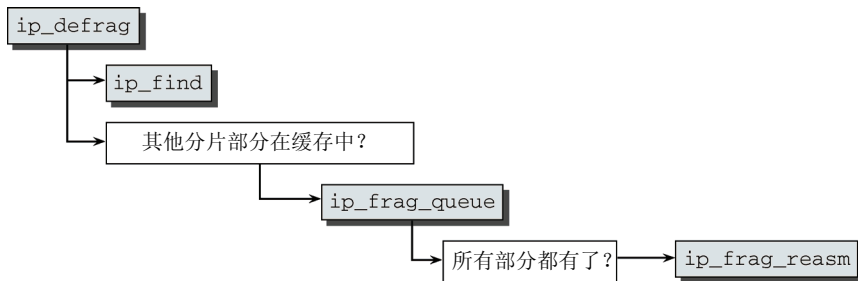 ip_defrag
ip_find
其他分片部分在缓存中?
ip_frag_queue
所有部分都有了?
ip_frag_reasm